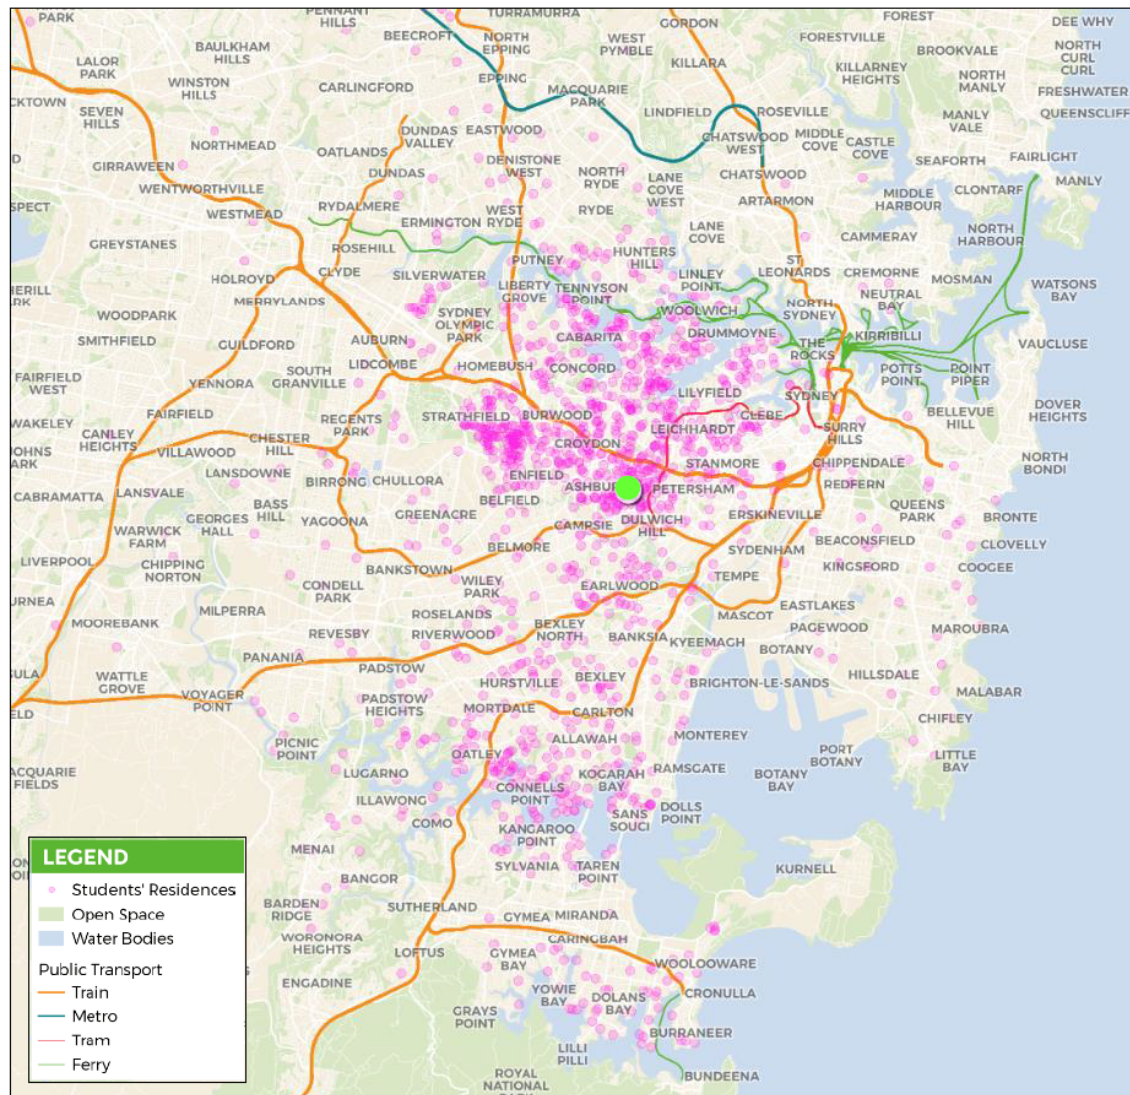 PARK
PENNANT
HILLS
TURRAMURRA
GORDON
FOREST
DEE WHY
BEECROFT
NORTH
EPPING
WEST
PYMBLE
FORESTVILLE
BAULKHAM
HILLS
BROOKVALE
NORTH
CURL
CURL
LALOR
PARK
WINSTON
HILLS
CARLINGFORD
EPPING
KILLARA
KILLARNEY
HEIGHTS
NORTH
MANLY
FRESHWATER
MACQUARIE
PARK
CKTOWN
SEVEN
HILLS
LINDFIELD
ROSEVILLE
MANLY
VALE
QUEENSCLIFF
DUNDAS
VALLEY
EASTWOOD
CHATSWOOD
WEST
MIDDLE
COVE
CASTLE
COVE
NORTHMEAD
OATLANDS
D
GIRRAWEEN
DENISTONE
WEST
SEAFORTH
FAIRLIGHT
WENTWORTHVILLE
DUNDAS
NORTH
RYDE
LANE
COVE
WEST
CHATSWOOD
MANLY
MIDDLE
HARBOUR
CLONTARF
SPECT
WESTMEAD
RYDALMERE
ERMINGTON
WEST
RYDE
RYDE
ARTARMON
LANE
COVE
CAMMERAY
NORTH
HARBOUR
GREYSTANES
ROSEHILL
HUNTERS
HILL
PUTNEY
HOLROYD
CLYDE
SILVERWATER
LINLEY
POINT
ST
LEONARDS
CREMORNE
MOSMAN
WATSONS
BAY
HERILL
RK
MERRYLANDS
LIBERTY
GROVE
TENNYSON
POINT
NEUTRAL
BAY
WOODPARK
SYDNEY
OLYMPIC
PARK
WOOLWICH
NORTH
SYDNEY
SMITHFIELD
GUILDFORD
AUBURN
CABARITA
DRUMMOYNE
THE
ROCKS
KIRRIBILLI
VAUCLUSE
LIDCOMBE
HOMEBUSH
CONCORD
POTTS
POINT
POINT
PIPER
FAIRFIELD
WEST
YENNORA
SOUTH
GRANVILLE
LILYFIELD
SYDNEY
DOVER
HEIGHTS
FAIRFIELD
REGENTS
PARK
STRATHFIELD
BURWOOD
GLEBE
BELLEVUE
HILL
WAKELEY
CANLEY
HEIGHTS
VILLAWOOD
CHESTER
HILL
CROYDON
LEICHHARDT
SURRY
HILLS
OHNS
ARK
LANSDOWNE
BIRRONG
CHULLORA
ENFIELD
STANMORE
CHIPPENDALE
NORTH
BONDI
CABRAMATTA
LANSVALE
BASS
HILL
BELFIELD
ASHBU
PETERSHAM
REDFERN
QUEENS
PARK
GEORGES
HALL
YAGOONA
GREENACRE
CAMPSIE
DULWICH
HILL
ERSKINEVILLE
BRONTE
WARWICK
FARM
BELMORE
SYDENHAM
BEACONSFIELD
CLOVELLY
LIVERPOOL
CHIPPING
NORTON
BANKSTOWN
WILEY
PARK
EARLWOOD
TEMPE
KINGSFORD
COOGEE
CONDELL
PARK
URNEA
MILPERRA
ROSELANDS
MASCOT
EASTLAKES
MOOREBANK
REVESBY
RIVERWOOD
BEXLEY
NORTH
BANKSIA
KYEEMAGH
PAGEWOOD
MAROUBRA
PANANIA
PADSTOW
BOTANY
GULA
WATTLE
GROVE
VOYAGER
POINT
HURSTVILLE
BEXLEY
BRIGHTON-LE-SANDS
HILLSDALE
MALABAR
ELD
PADSTOW
HEIGHTS
MORTDALE
CARLTON
CHIFLEY
PICNIC
POINT
OATLEY
ALLAWAH
MONTEREY
PORT
BOTANY
LITTLE
BAY
ACQUARIE
FIELDS
LUGARNO
KOGARAH
BAY
RAMSGATE
BOTANY
BAY
ILLAWONG
CONNELLS
POINT
COMO
SANS
SOUCI
DOLLS
POINT
KANGAROO
POINT
MENAI
SYLVANIA
TAREN
POINT
KURNELL
BANGOR
BARDEN
RIDGE
SUTHERLAND
GYMEA
MIRANDA
WORONORA
HEIGHTS
LOFTUS
CARINGBAH
GYMEA
BAY
WOOLOOWARE
ENGADINE
YOWIE
BAY
DOLANS
BAY
CRONULLA
GRAYS
POINT
BURRANEER
LILLI
PILLI
ROYAL
NATIONAL
BUNDEENA
LEGEND
Students' Residences
Open Space
Water Bodies
Public Transport
Train
Metro
Tram
Ferry